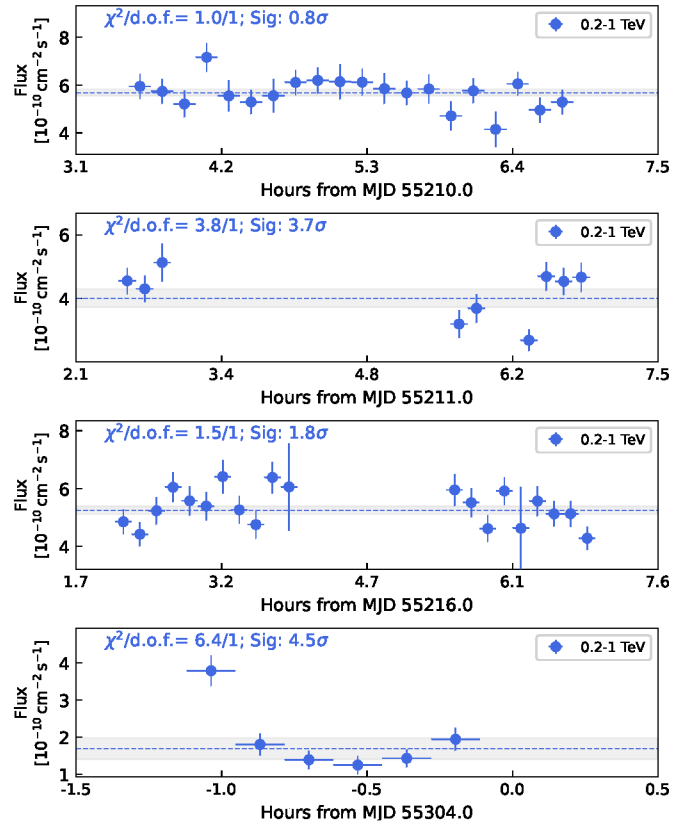 χ²/d.o.f.= 1.0/1; Sig: 0.8σ
0.2-1 TeV
Flux
[10⁻¹⁰ cm⁻² s⁻¹]
8
6
4
3.1 4.2 5.3 6.4 7.5
Hours from MJD 55210.0
χ²/d.o.f.= 3.8/1; Sig: 3.7σ
0.2-1 TeV
Flux
[10⁻¹⁰ cm⁻² s⁻¹]
6
4
2.1 3.4 4.8 6.2 7.5
Hours from MJD 55211.0
χ²/d.o.f.= 1.5/1; Sig: 1.8σ
0.2-1 TeV
Flux
[10⁻¹⁰ cm⁻² s⁻¹]
8
6
4
1.7 3.2 4.7 6.1 7.6
Hours from MJD 55216.0
χ²/d.o.f.= 6.4/1; Sig: 4.5σ
0.2-1 TeV
Flux
[10⁻¹⁰ cm⁻² s⁻¹]
4
3
2
1
-1.5 -1.0 -0.5 0.0 0.5
Hours from MJD 55304.0